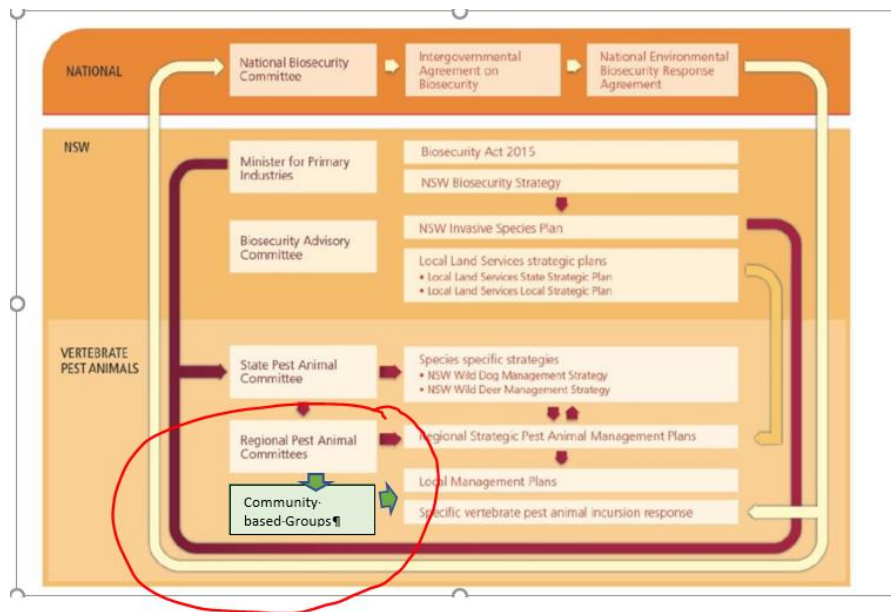 NATIONAL
National Biosecurity
Committee
Intergovernmental
Agreement on
Biosecurity
National Environmental
Biosecurity Response
Agreement
NSW
Minister for Primary
Industries
Biosecurity Act 2015
NSW Biosecurity Strategy
Biosecurity Advisory
Committee
NSW Invasive Species Plan
Local Land Services strategic plans
• Local Land Services State Strategic Plan
• Local Land Services Local Strategic Plan
VERTEBRATE
PEST ANIMALS
State Pest Animal
Committee
Species specific strategies
• NSW Wild Dog Management Strategy
• NSW Wild Deer Management Strategy
Regional Pest Animal
Committees
Regional Strategic Pest Animal Management Plans
Community·
based·Groups¶
Local Management Plans
Specific vertebrate pest animal incursion response